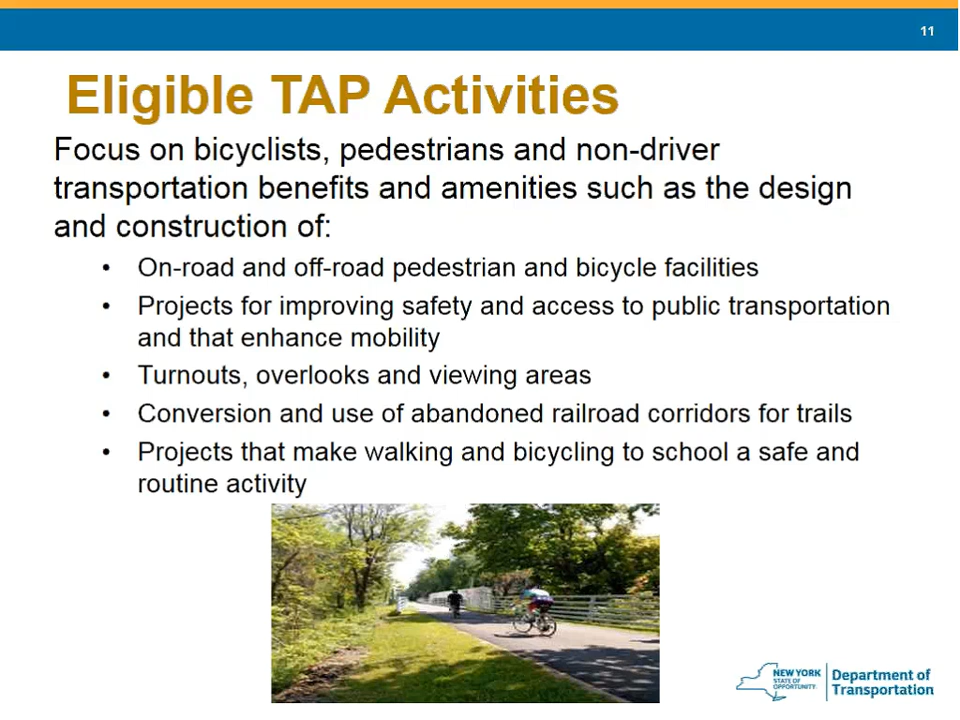 11
Eligible TAP Activities
Focus on bicyclists, pedestrians and non-driver
transportation benefits and amenities such as the design
and construction of:
• On-road and off-road pedestrian and bicycle facilities
• Projects for improving safety and access to public transportation
and that enhance mobility
• Turnouts, overlooks and viewing areas
• Conversion and use of abandoned railroad corridors for trails
• Projects that make walking and bicycling to school a safe and
routine activity
NEW YORK
STATE OF
OPPORTUNITY.
Department of
Transportation